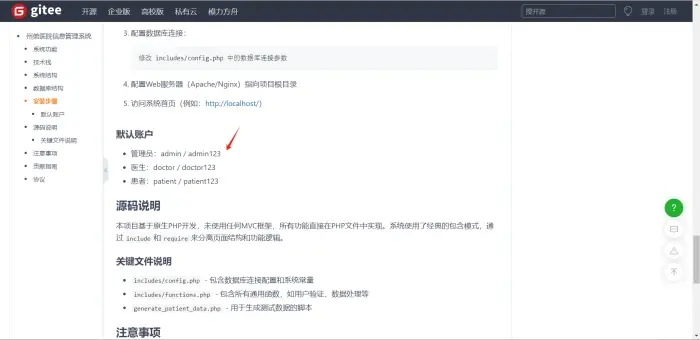 gitee 开源 企业版 高校版 私有云 模力方舟 搜开源 登录 注册
州弟医院信息管理系统
系统功能
技术栈
系统结构
数据库结构
安装步骤
默认账户
源码说明
关键文件说明
注意事项
贡献指南
协议
3. 配置数据库连接：
修改 includes/config.php 中的数据库连接参数
4. 配置Web服务器（Apache/Nginx）指向项目根目录
5. 访问系统首页（例如：http://localhost/）
默认账户
管理员：admin / admin123
医生：doctor / doctor123
患者：patient / patient123
源码说明
本项目基于原生PHP开发，未使用任何MVC框架，所有功能直接在PHP文件中实现。系统使用了经典的包含模式，通
过 include 和 require 来分离页面结构和功能逻辑。
关键文件说明
includes/config.php - 包含数据库连接配置和系统常量
includes/functions.php - 包含所有通用函数，如用户验证、数据处理等
generate_patient_data.php - 用于生成测试数据的脚本
注意事项